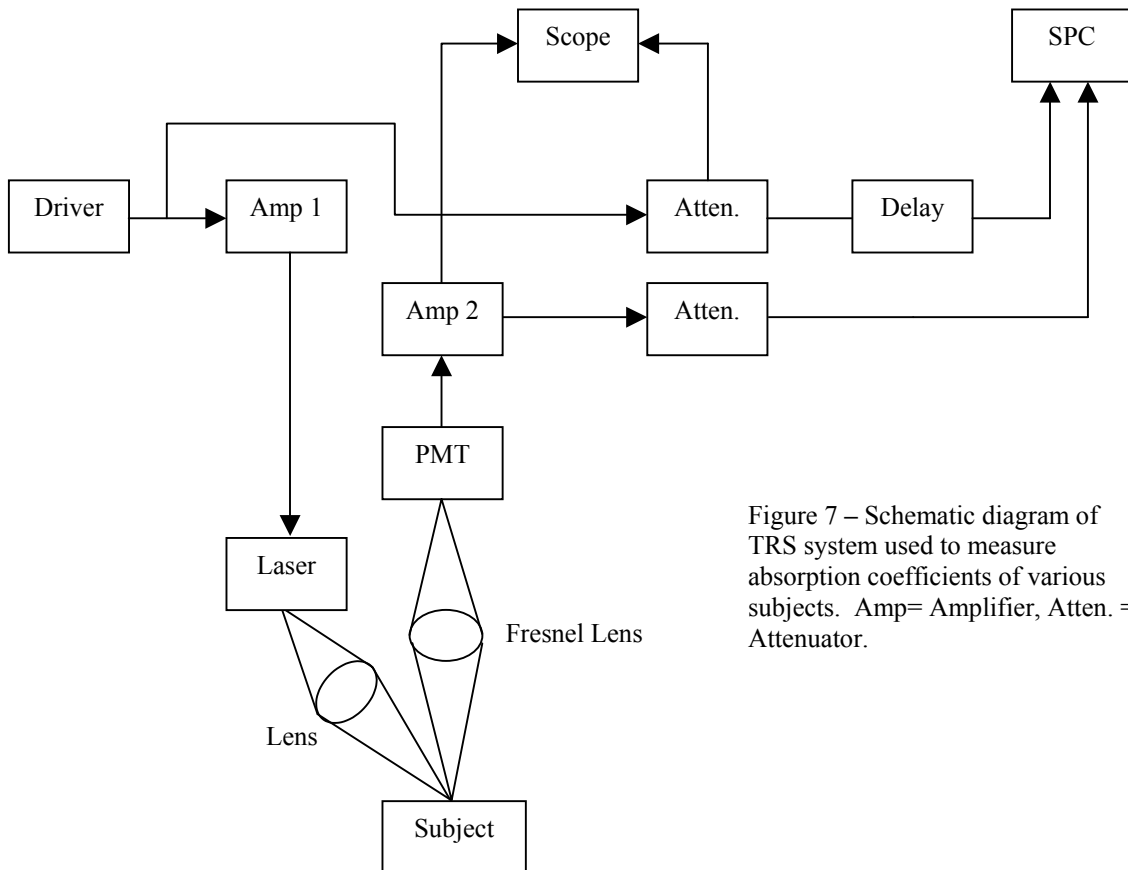 Scope
SPC
Driver
Amp 1
Atten.
Delay
Amp 2
Atten.
PMT
Laser
Fresnel Lens
Lens
Subject
Figure 7 – Schematic diagram of
TRS system used to measure
absorption coefficients of various
subjects.  Amp= Amplifier, Atten. =
Attenuator.